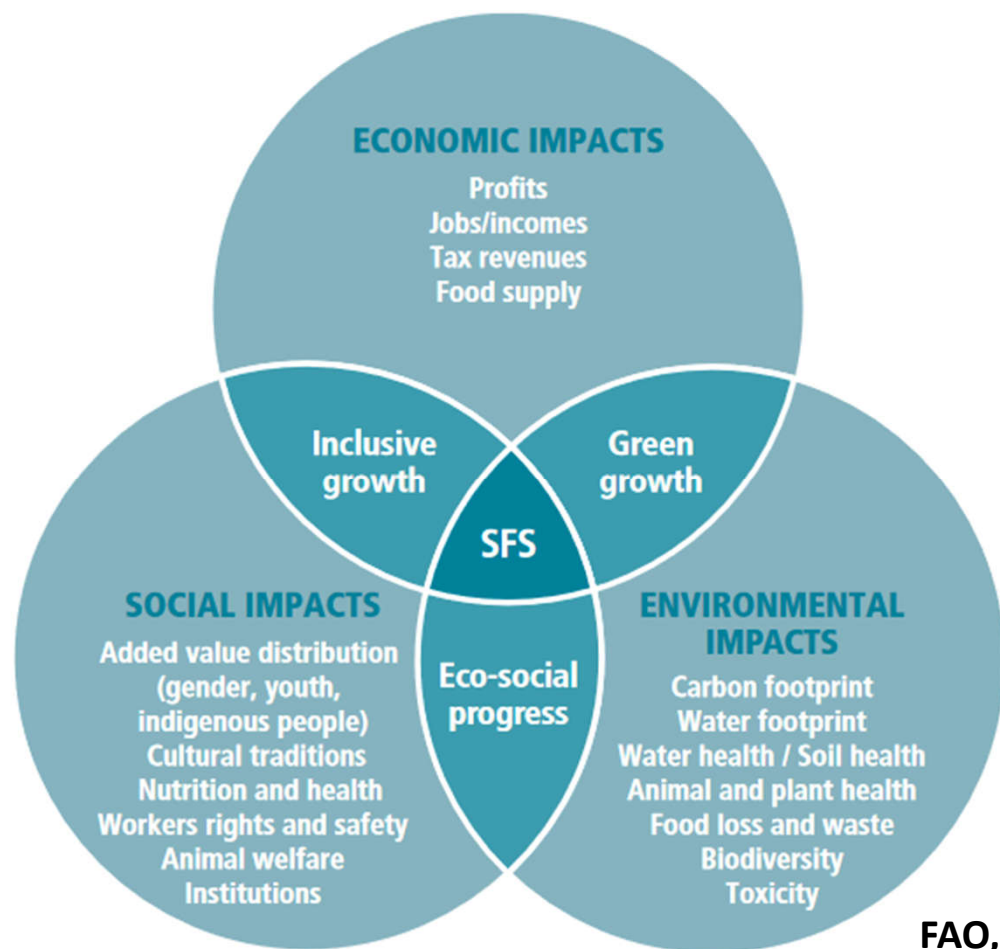 ECONOMIC IMPACTS
Profits
Jobs/incomes
Tax revenues
Food supply
Inclusive
growth
Green
growth
SFS
SOCIAL IMPACTS
Added value distribution
(gender, youth,
indigenous people)
Cultural traditions
Nutrition and health
Workers rights and safety
Animal welfare
Institutions
Eco-social
progress
ENVIRONMENTAL
IMPACTS
Carbon footprint
Water footprint
Water health / Soil health
Animal and plant health
Food loss and waste
Biodiversity
Toxicity
FAO,